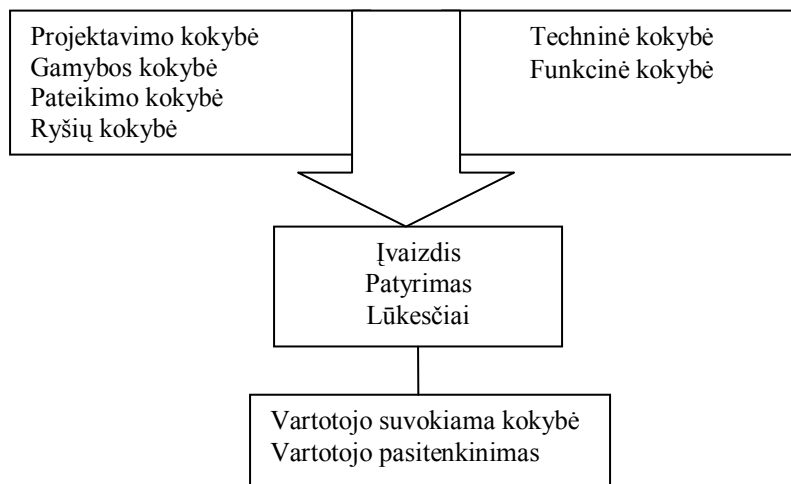 Projektavimo kokybė
Gamybos kokybė
Pateikimo kokybė
Ryšių kokybė
Techninė kokybė
Funkcinė kokybė
Įvaizdis
Patyrimas
Lūkesčiai
Vartotojo suvokiama kokybė
Vartotojo pasitenkinimas